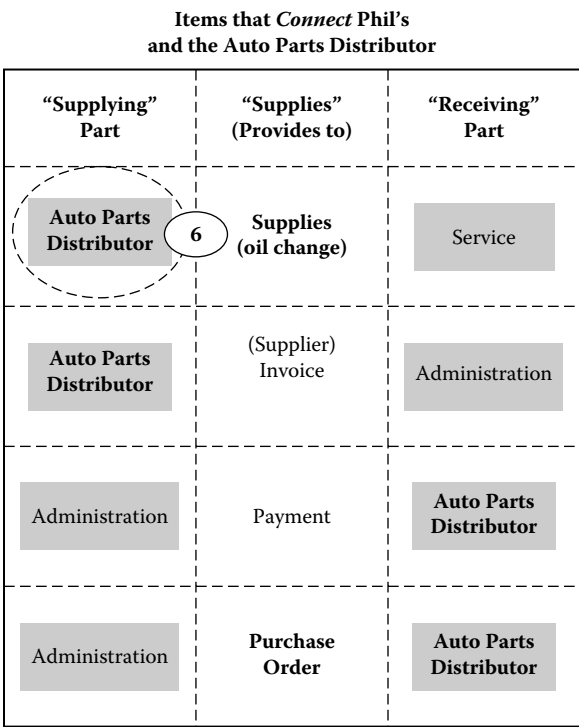 Items that Connect Phil's
and the Auto Parts Distributor
“Supplying”
Part
“Supplies”
(Provides to)
“Receiving”
Part
Auto Parts
Distributor
6
Supplies
(oil change)
Service
Auto Parts
Distributor
(Supplier)
Invoice
Administration
Administration
Payment
Auto Parts
Distributor
Administration
Purchase
Order
Auto Parts
Distributor